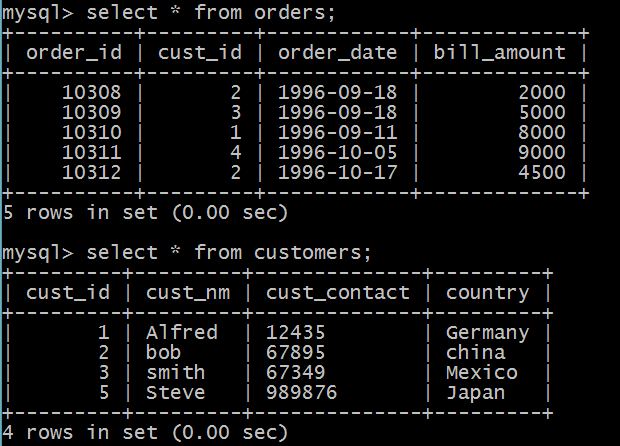 mysql> select * from orders;
+----------+---------+------------+-------------+
| order_id | cust_id | order_date | bill_amount |
+----------+---------+------------+-------------+
|    10308 |       2 | 1996-09-18 |        2000 |
|    10309 |       3 | 1996-09-18 |        5000 |
|    10310 |       1 | 1996-09-11 |        8000 |
|    10311 |       4 | 1996-10-05 |        9000 |
|    10312 |       2 | 1996-10-17 |        4500 |
+----------+---------+------------+-------------+
5 rows in set (0.00 sec)
mysql> select * from customers;
+---------+---------+--------------+---------+
| cust_id | cust_nm | cust_contact | country |
+---------+---------+--------------+---------+
|       1 | Alfred  | 12435        | Germany |
|       2 | bob     | 67895        | china   |
|       3 | smith   | 67349        | Mexico  |
|       5 | Steve   | 989876       | Japan   |
+---------+---------+--------------+---------+
4 rows in set (0.00 sec)